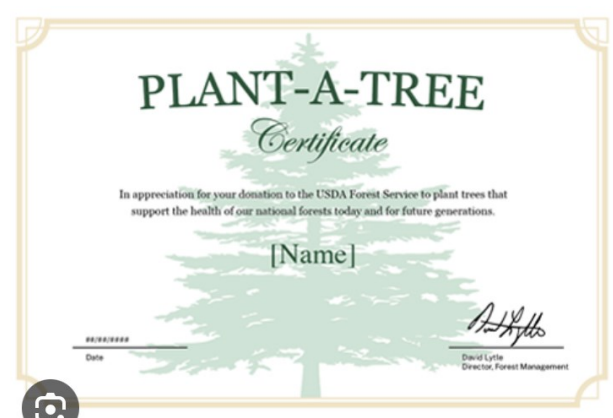 PLANT-A-TREE
Certificate
In appreciation for your donation to the USDA Forest Service to plant trees that
support the health of our national forests today and for future generations.
[Name]
##/##/####
Date
David Lytle
Director, Forest Management